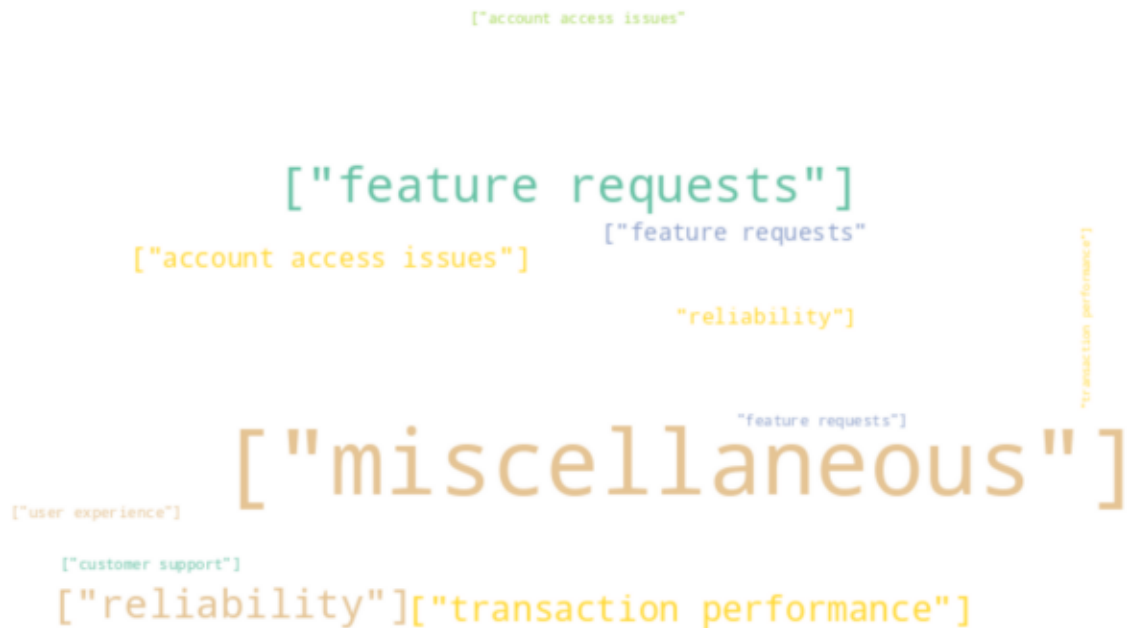 ["account access issues"
["feature requests"]
["feature requests"
["account access issues"]
"transaction performance"]
"reliability"]
"feature requests"]
["miscellaneous"]
["user experience"]
["customer support"]
["reliability"]
["transaction performance"]